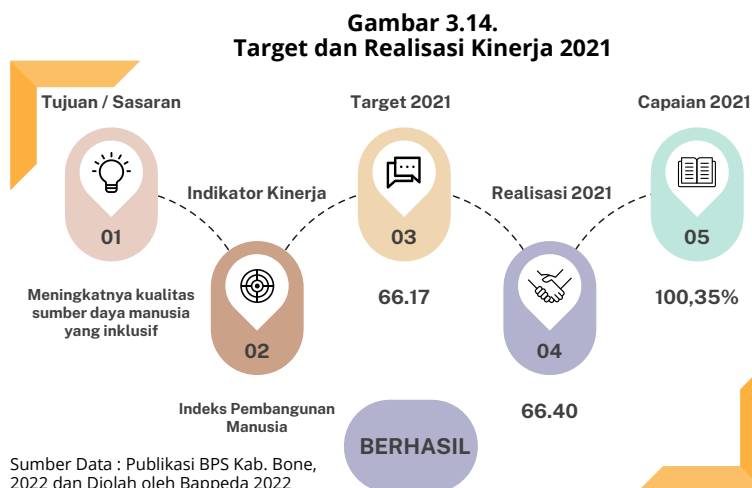 Gambar 3.14.
Target dan Realisasi Kinerja 2021
Tujuan / Sasaran
01
Meningkatnya kualitas
sumber daya manusia
yang inklusif
Indikator Kinerja
02
Indeks Pembangunan
Manusia
Target 2021
03
66.17
Realisasi 2021
04
66.40
Capaian 2021
05
100,35%
BERHASIL
Sumber Data : Publikasi BPS Kab. Bone,
2022 dan Diolah oleh Bappeda 2022